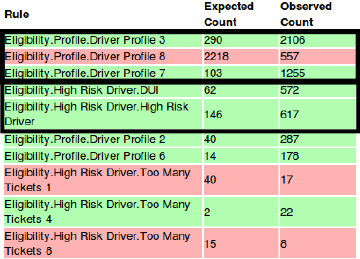 Rule Expected Count Observed Count
Eligibility.Profile.Driver Profile 3 290 2106
Eligibility.Profile.Driver Profile 8 2218 557
Eligibility.Profile.Driver Profile 7 103 1255
Eligibility.High Risk Driver.DUI 62 572
Eligibility.High Risk Driver.High Risk Driver 146 617
Eligibility.Profile.Driver Profile 2 40 287
Eligibility.Profile.Driver Profile 6 14 178
Eligibility.High Risk Driver.Too Many Tickets 1 40 17
Eligibility.High Risk Driver.Too Many Tickets 4 2 22
Eligibility.High Risk Driver.Too Many Tickets 6 15 8